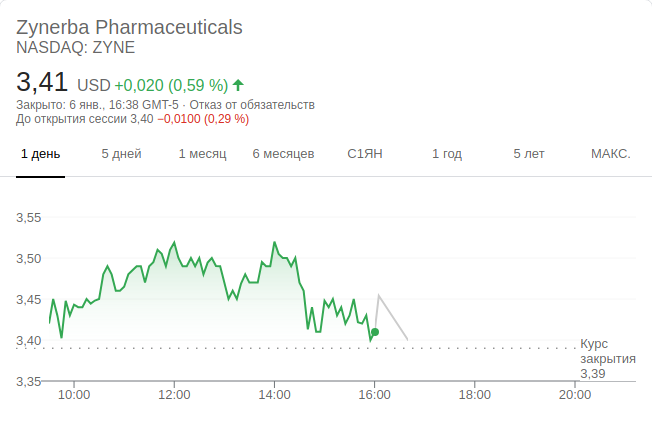 Zynerba Pharmaceuticals
NASDAQ: ZYNE
3,41 USD +0,020 (0,59 %)
Закрыто: 6 янв., 16:38 GMT-5 · Отказ от обязательств
До открытия сессии 3,40 −0,0100 (0,29 %)
1 день 5 дней 1 месяц 6 месяцев С1ЯН 1 год 5 лет МАКС.
3,55
3,50
3,45
3,40
3,35
Курс
закрытия
3,39
10:00 12:00 14:00 16:00 18:00 20:00